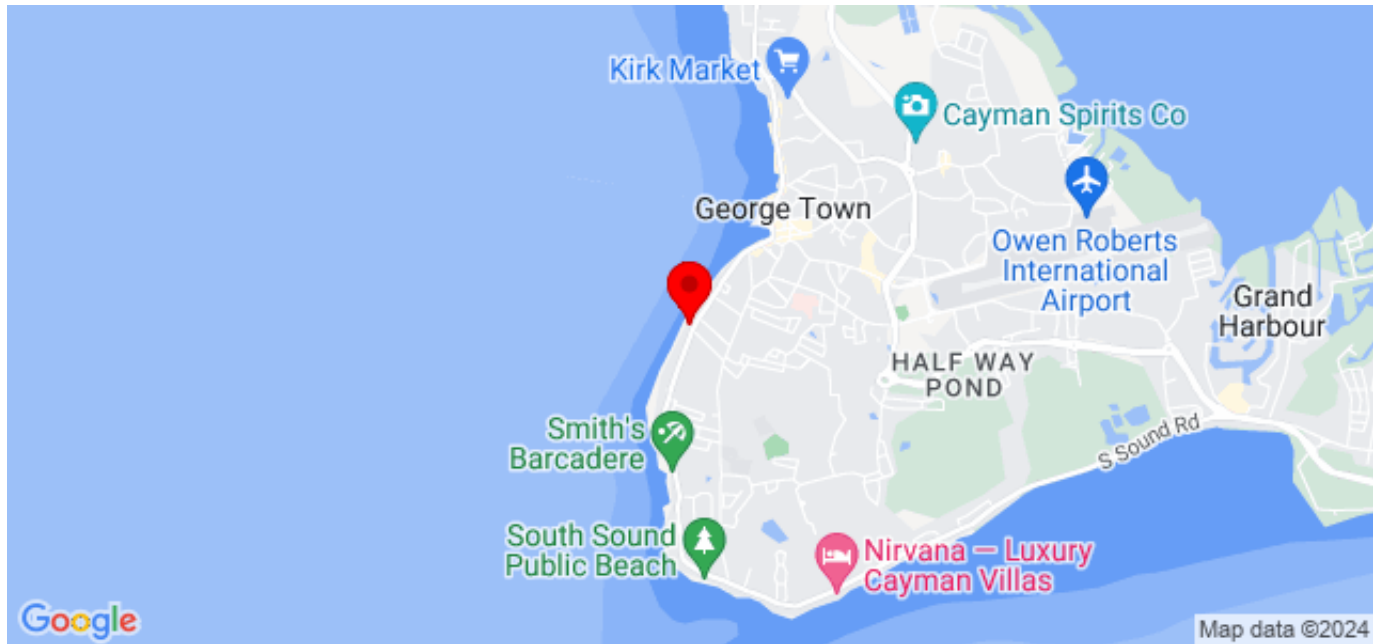 Kirk Market
Cayman Spirits Co
George Town
Owen Roberts
International
Airport
Grand
Harbour
HALF WAY
POND
Smith's
Barcadere
S Sound Rd
South Sound
Public Beach
Nirvana — Luxury
Cayman Villas
Google
Map data ©2024